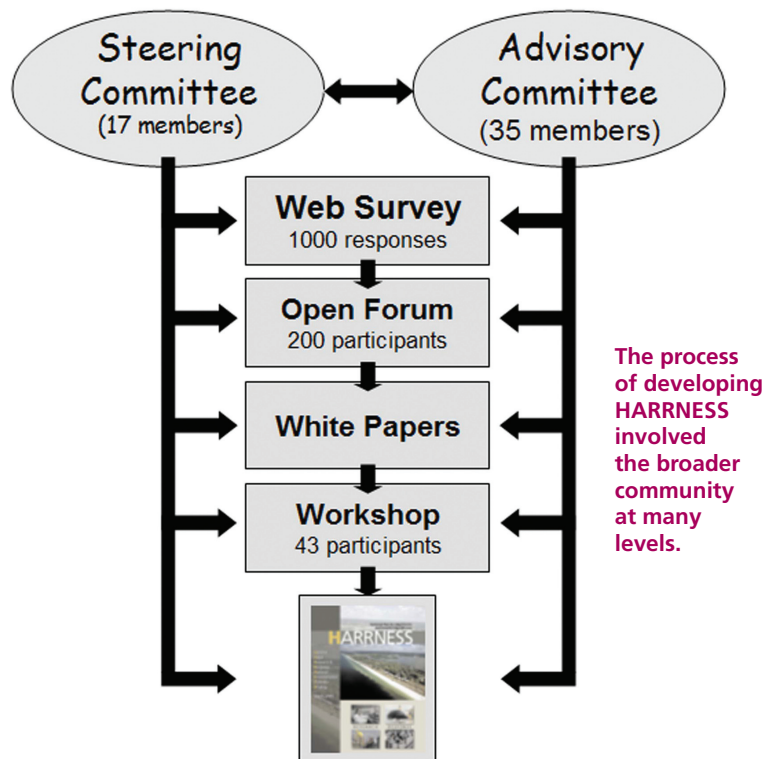 Steering
Committee
(17 members)
Advisory
Committee
(35 members)
Web Survey
1000 responses
Open Forum
200 participants
White Papers
Workshop
43 participants
HARRNESS
The process
of developing
HARRNESS
involved
the broader
community
at many
levels.